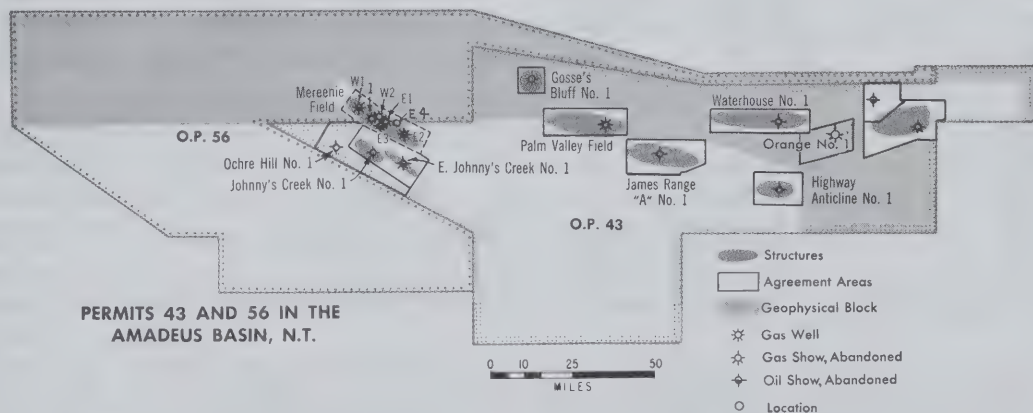 W1
1
W2
E1
E4
Mereenie
Field
O.P. 56
E3
E2
Ochre Hill No. 1
Johnny's Creek No. 1
E. Johnny's Creek No. 1
Gosse's
Bluff No. 1
Palm Valley Field
Waterhouse No. 1
Orange No. 1
James Range
"A" No. 1
Highway
Anticline No. 1
O.P. 43
PERMITS 43 AND 56 IN THE
AMADEUS BASIN, N.T.
0 10 25 50
MILES
Structures
Agreement Areas
Geophysical Block
Gas Well
Gas Show, Abandoned
Oil Show, Abandoned
Location